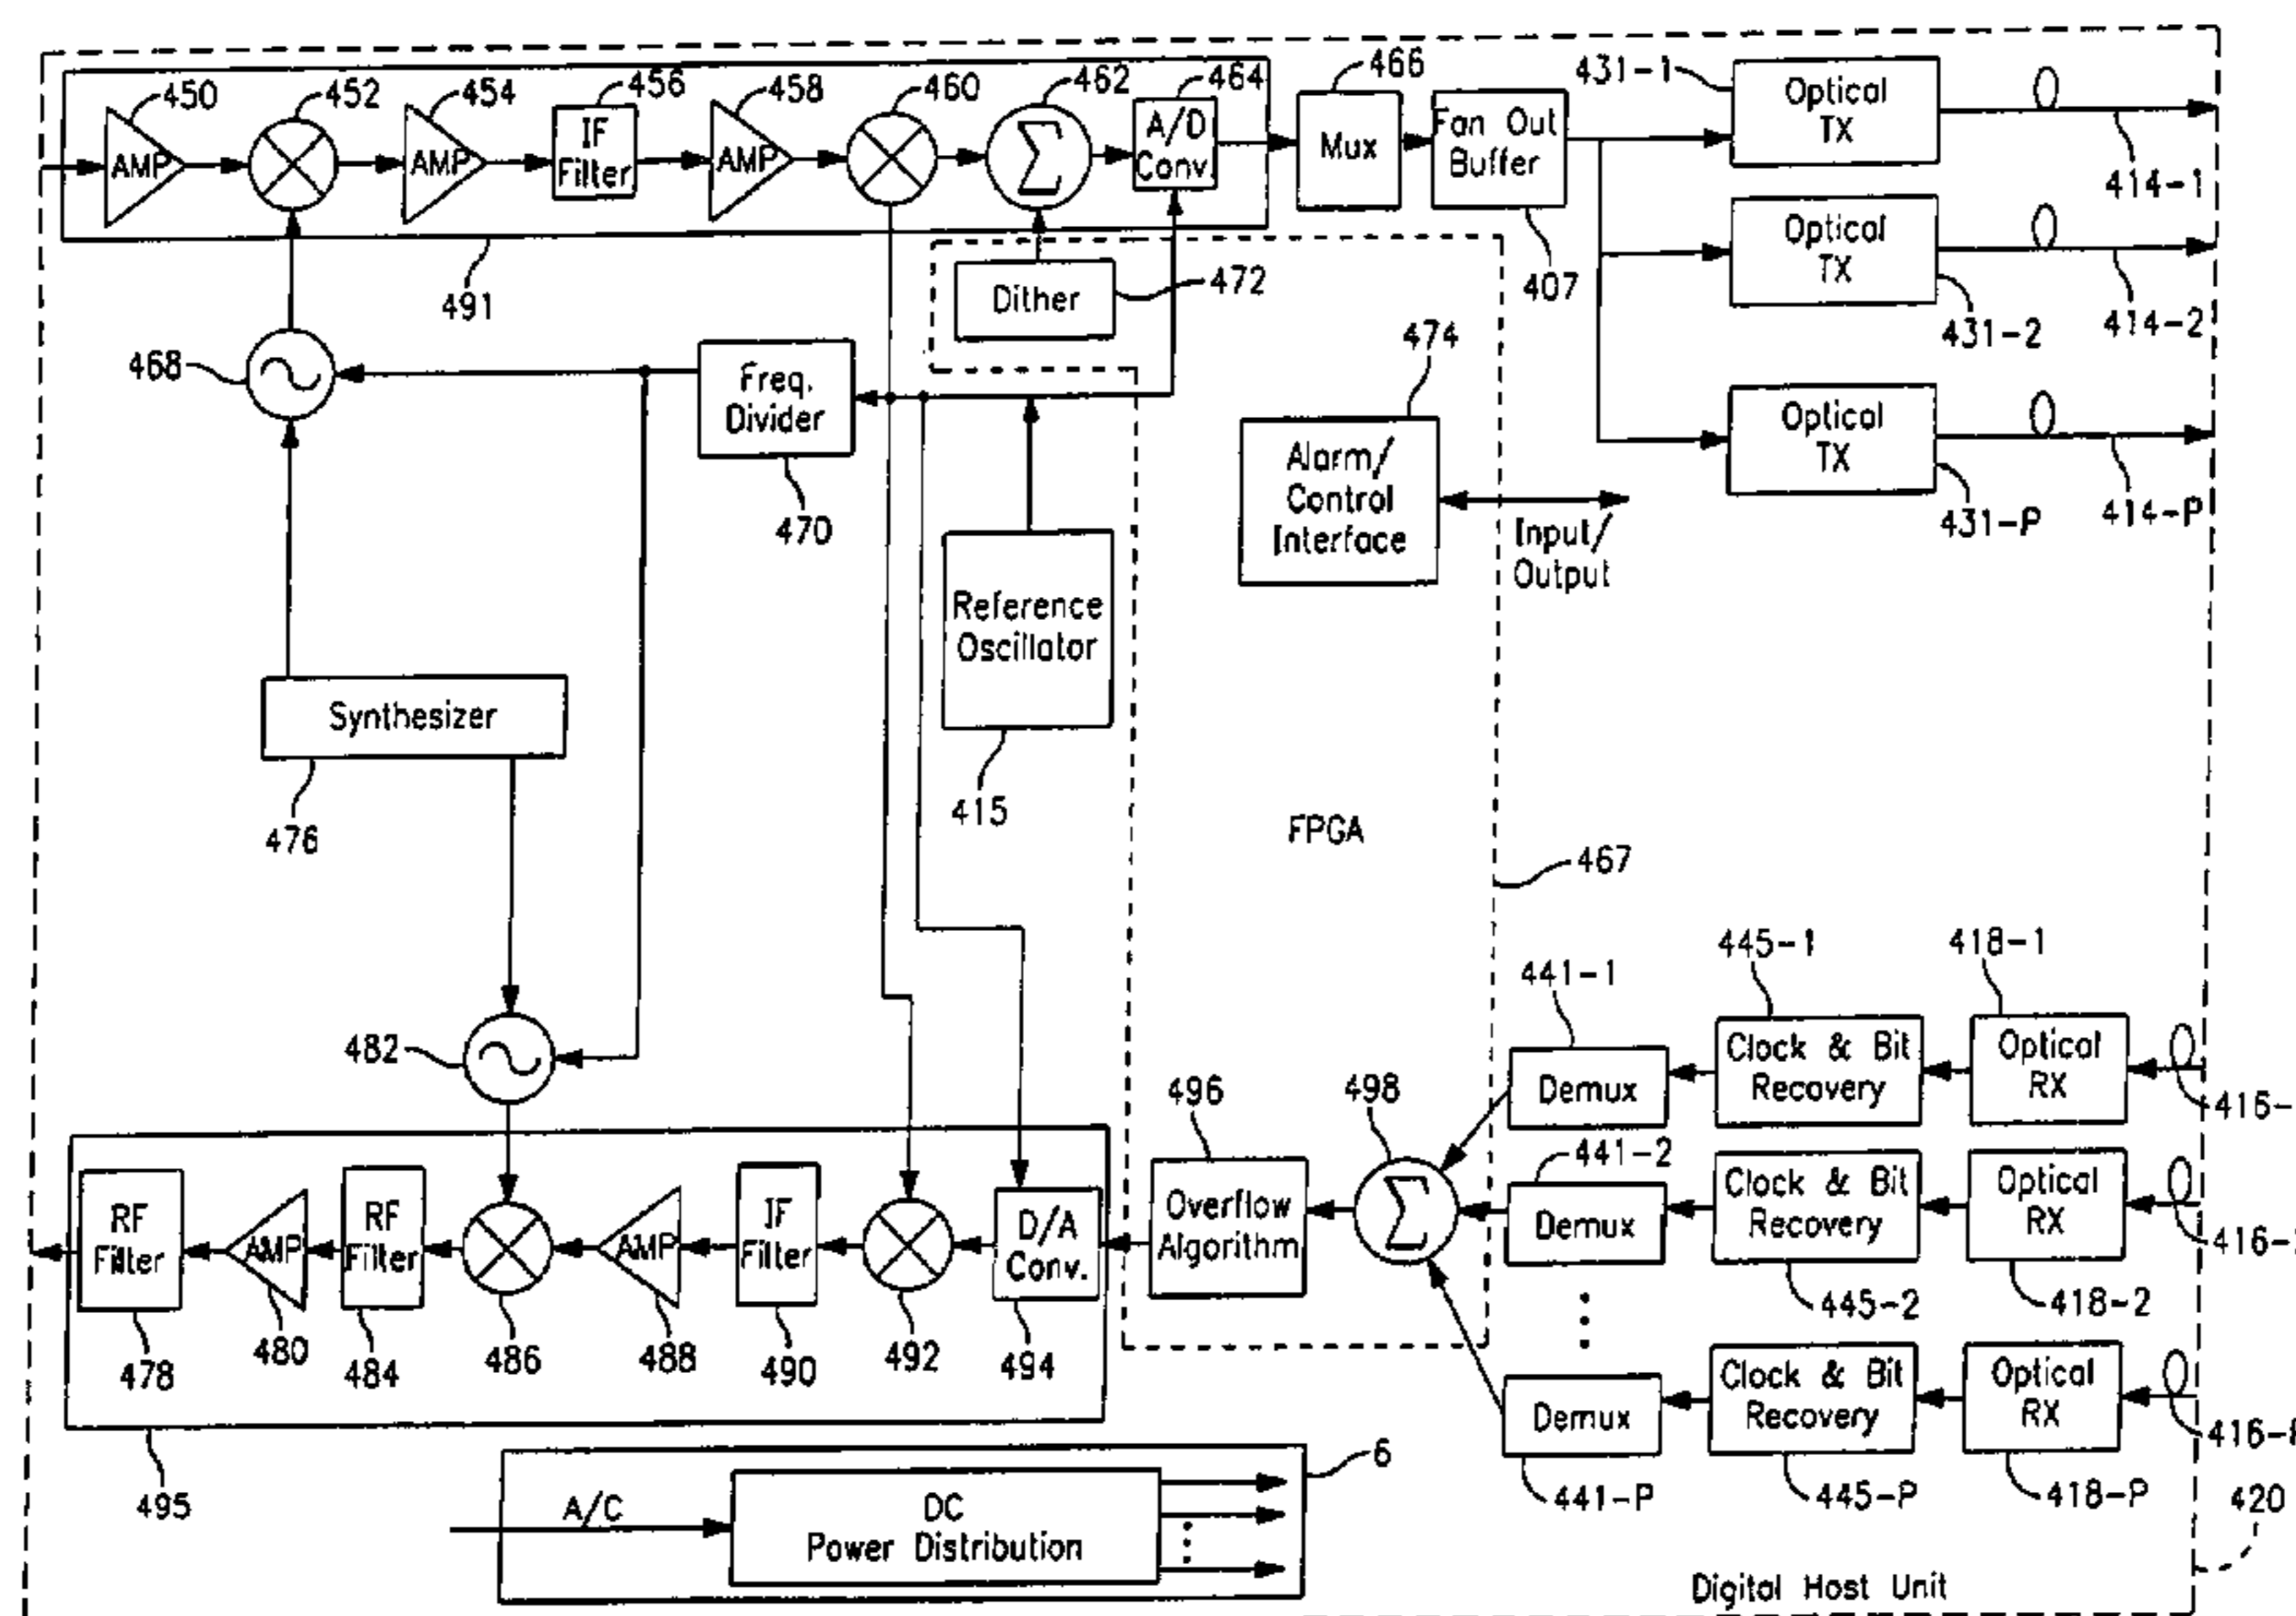 450
452
454
456
458
460
462
464
466
431-1
AMP
AMP
IF
Filter
AMP
Σ
A/D
Conv.
Mux
Fan Out
Buffer
Optical
TX
414-1
491
Dither
472
407
Optical
TX
431-2
414-2
468
Freq.
Divider
470
474
Alarm/
Control
Interface
Input/
Output
Optical
TX
431-P
414-P
Reference
Oscillator
415
Synthesizer
476
FPGA
467
482
441-1
445-1
418-1
Demux
Clock & Bit
Recovery
Optical
RX
416-
496
498
441-2
Overflow
Algorithm
Σ
Demux
Clock & Bit
Recovery
Optical
RX
416-
445-2
418-2
RF
Filter
AMP
RF
Filter
AMP
IF
Filter
D/A
Conv.
478
480
484
486
488
490
492
494
495
Demux
Clock & Bit
Recovery
Optical
RX
416-8
441-P
445-P
418-P
420
6
A/C
DC
Power Distribution
Digital Host Unit